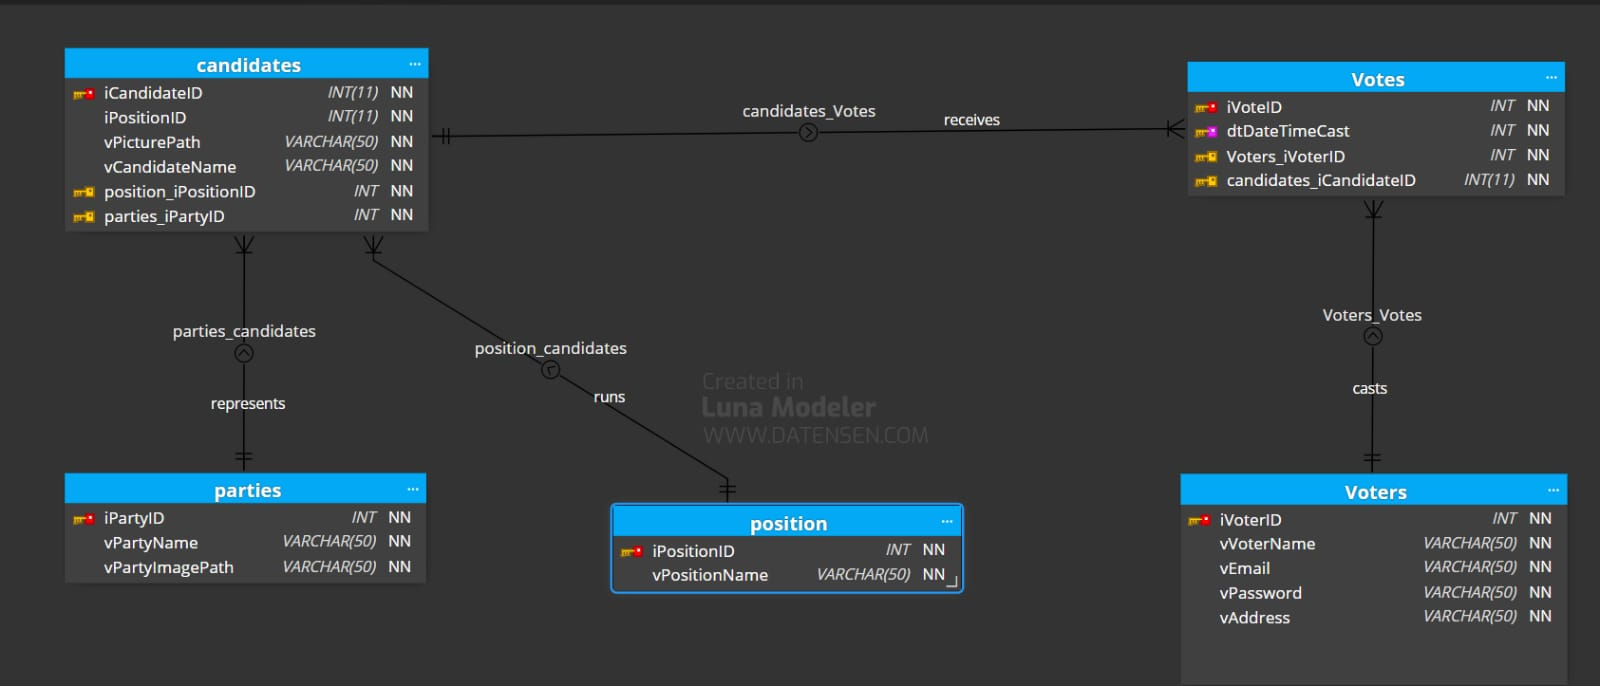 candidates ...
iCandidateID INT(11) NN
iPositionID INT(11) NN
vPicturePath VARCHAR(50) NN
vCandidateName VARCHAR(50) NN
position_iPositionID INT NN
parties_iPartyID INT NN
candidates_Votes
receives
Votes ...
iVoteID INT NN
dtDateTimeCast INT NN
Voters_iVoterID INT NN
candidates_iCandidateID INT(11) NN
parties_candidates
represents
position_candidates
runs
Voters_Votes
casts
Created in
Luna Modeler
WWW.DATENSEN.COM
parties ...
iPartyID INT NN
vPartyName VARCHAR(50) NN
vPartyImagePath VARCHAR(50) NN
position ...
iPositionID INT NN
vPositionName VARCHAR(50) NN
Voters ...
iVoterID INT NN
vVoterName VARCHAR(50) NN
vEmail VARCHAR(50) NN
vPassword VARCHAR(50) NN
vAddress VARCHAR(50) NN